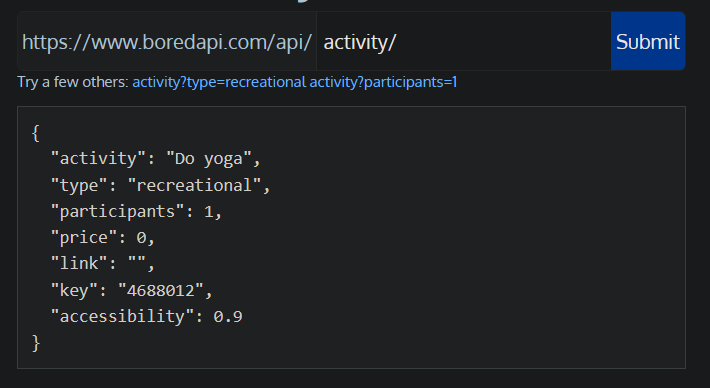 https://www.boredapi.com/api/ activity/ Submit
Try a few others: activity?type=recreational activity?participants=1
{
  "activity": "Do yoga",
  "type": "recreational",
  "participants": 1,
  "price": 0,
  "link": "",
  "key": "4688012",
  "accessibility": 0.9
}